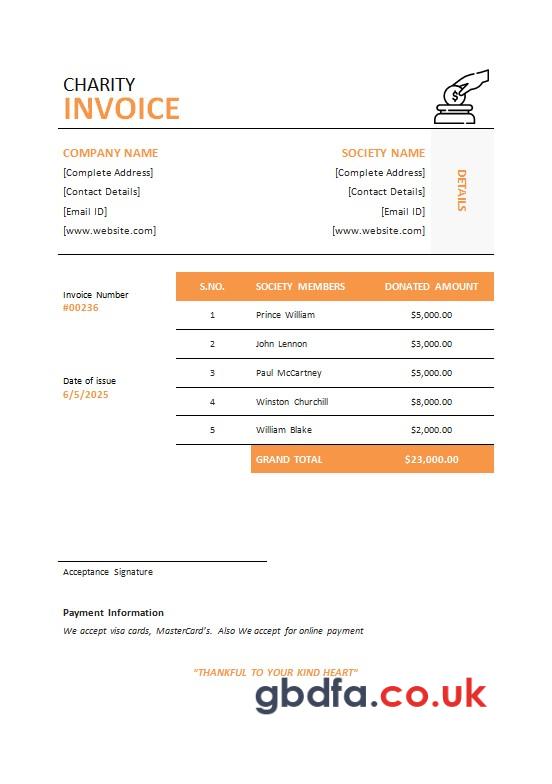 CHARITY
INVOICE
$
COMPANY NAME
[Complete Address]
[Contact Details]
[Email ID]
[www.website.com]
SOCIETY NAME
[Complete Address]
[Contact Details]
[Email ID]
[www.website.com]
DETAILS
Invoice Number
#00236
Date of issue
6/5/2025
S.NO. SOCIETY MEMBERS DONATED AMOUNT
1 Prince William $5,000.00
2 John Lennon $3,000.00
3 Paul McCartney $5,000.00
4 Winston Churchill $8,000.00
5 William Blake $2,000.00
GRAND TOTAL $23,000.00
Acceptance Signature
Payment Information
We accept visa cards, MasterCard's. Also We accept for online payment
"THANKFUL TO YOUR KIND HEART"
gbdfa.co.uk